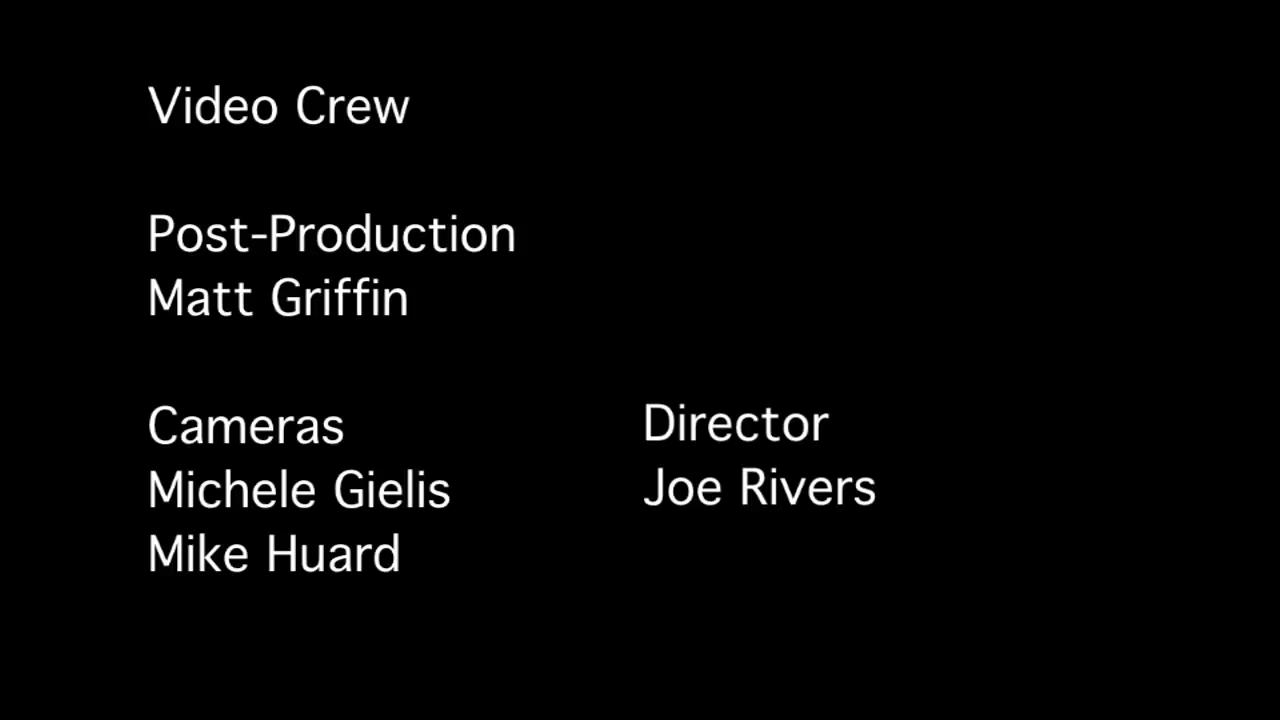 Video Crew
Post-Production
Matt Griffin
Cameras
Michele Gielis
Mike Huard
Director
Joe Rivers